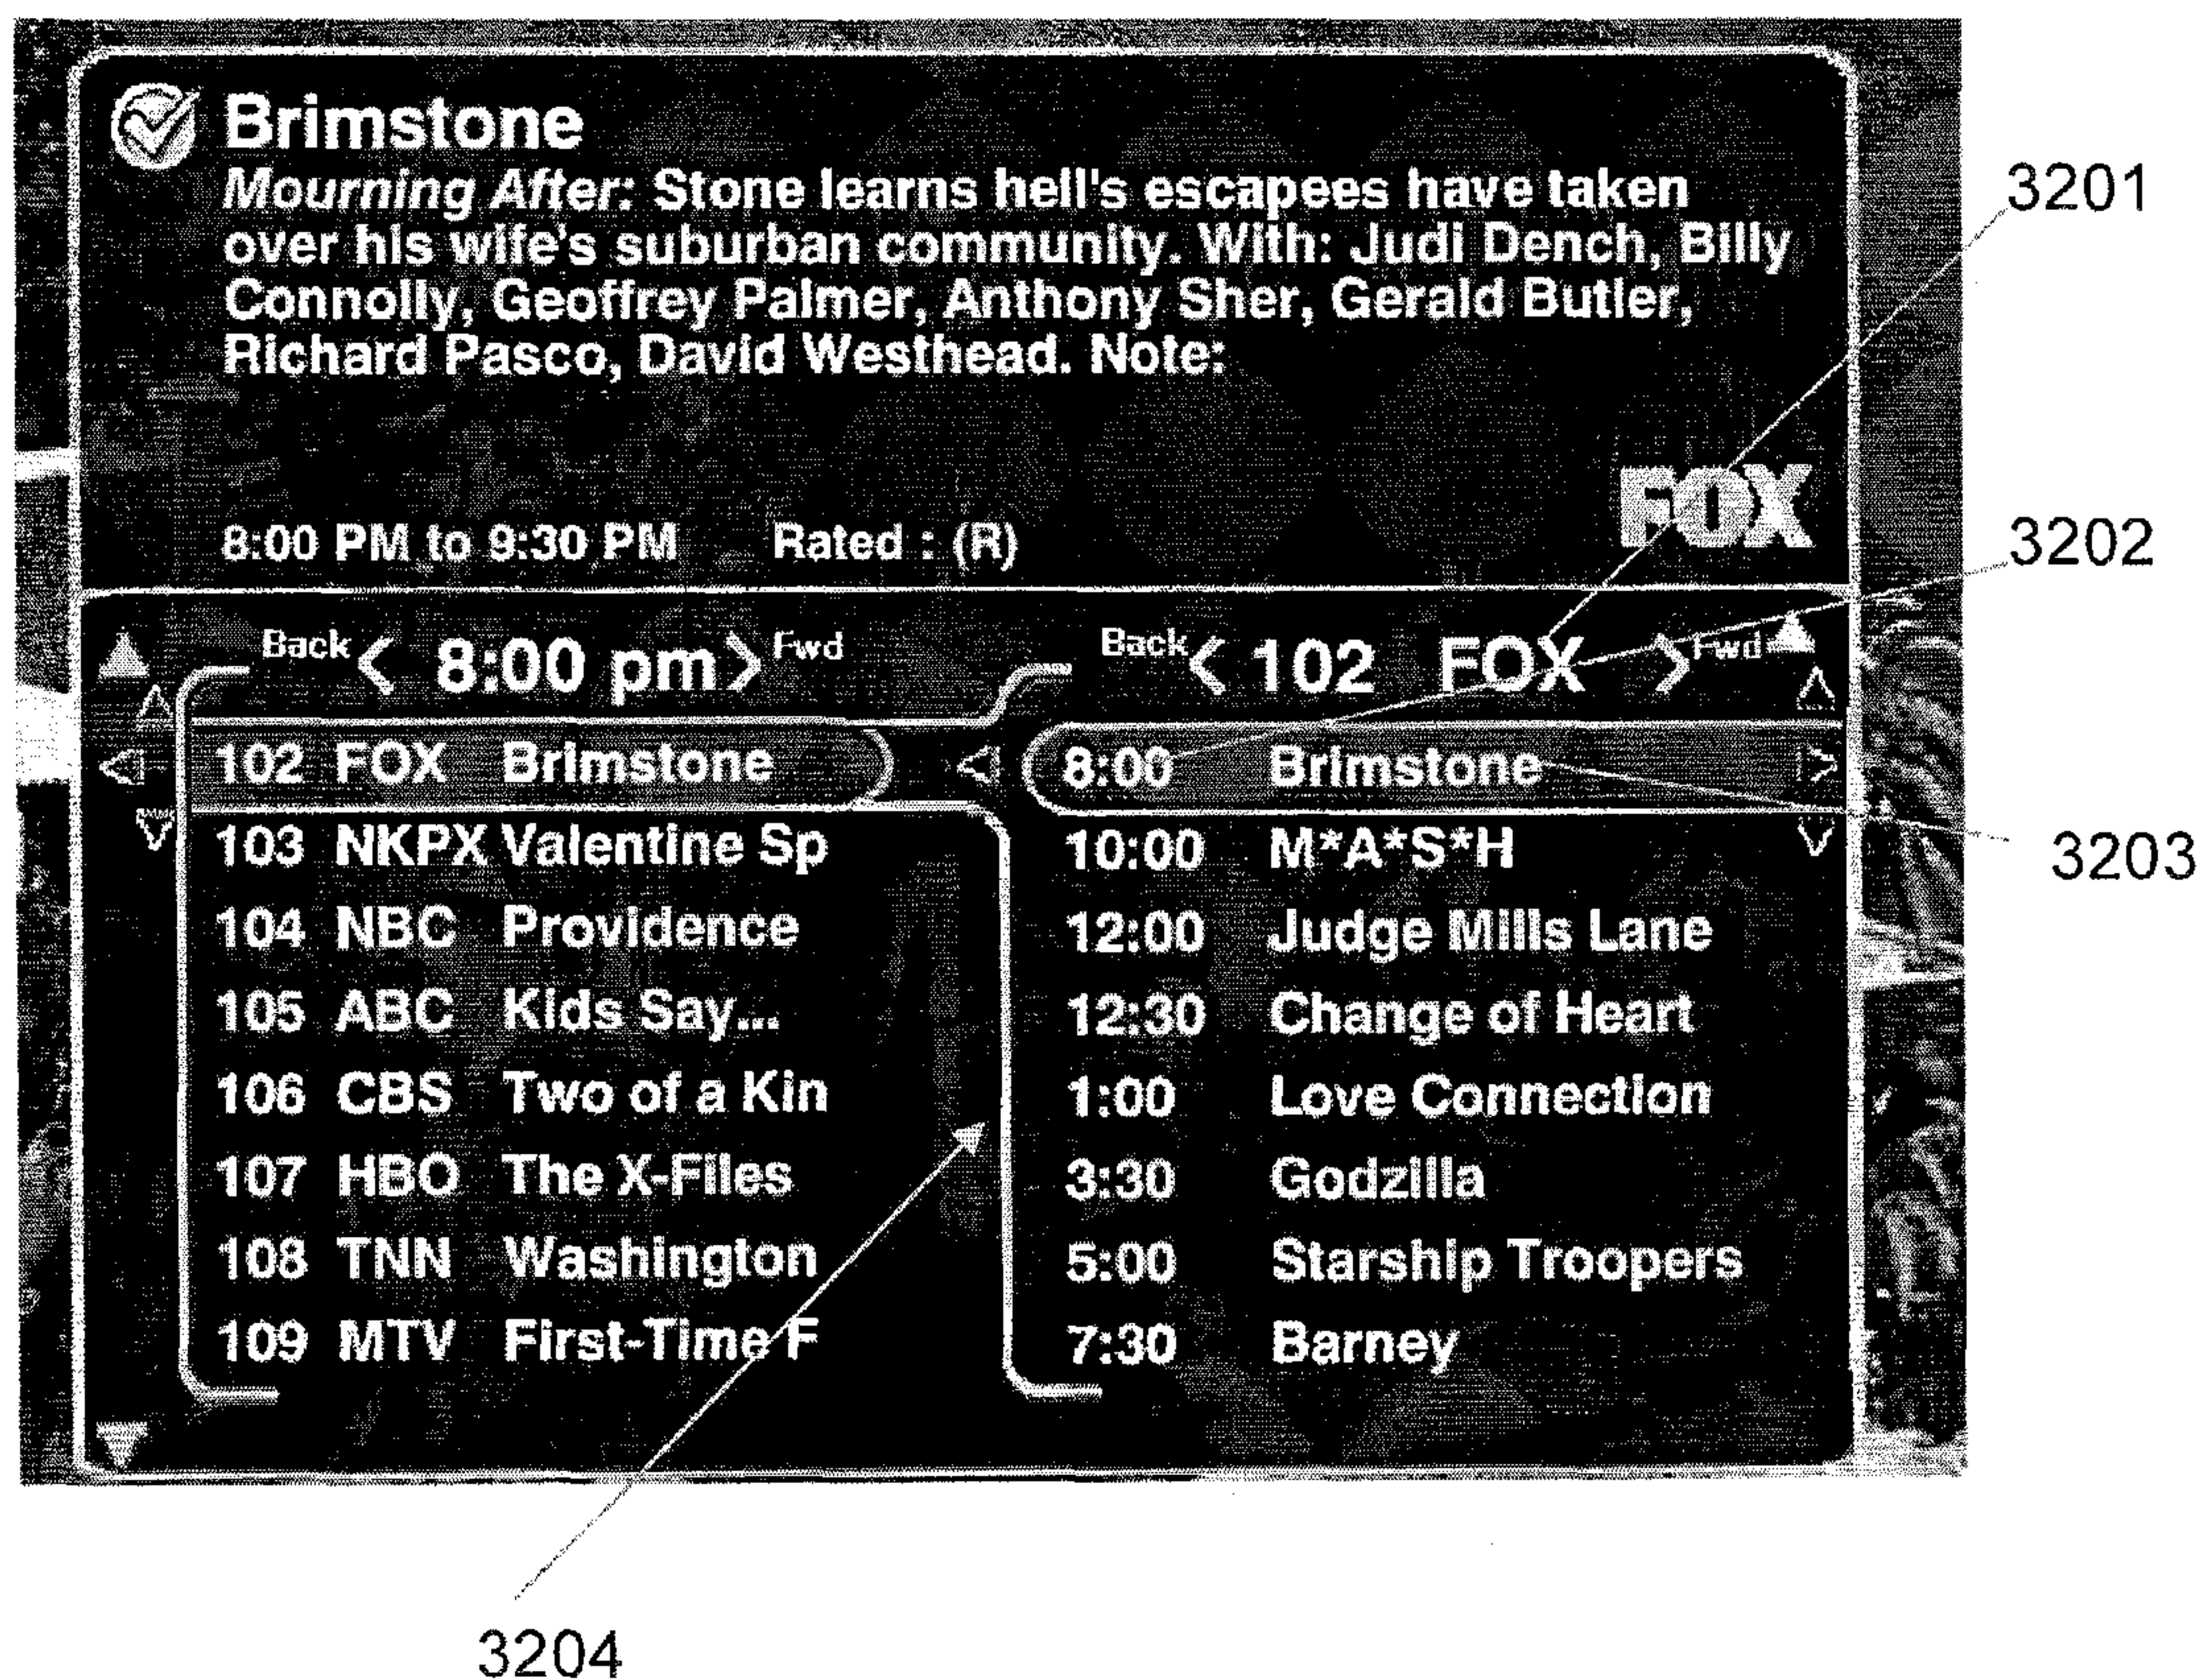 Brimstone
Mourning After: Stone learns hell's escapees have taken
over his wife's suburban community. With: Judi Dench, Billy
Connolly, Geoffrey Palmer, Anthony Sher, Gerald Butler,
Richard Pasco, David Westhead. Note:
FOX
8:00 PM to 9:30 PM Rated : (R)
Back < 8:00 pm > Fwd
102 FOX Brimstone
103 NKPX Valentine Sp
104 NBC Providence
105 ABC Kids Say...
106 CBS Two of a Kin
107 HBO The X-Files
108 TNN Washington
109 MTV First-Time F
Back < 102 FOX > Fwd
8:00 Brimstone
10:00 M*A*S*H
12:00 Judge Mills Lane
12:30 Change of Heart
1:00 Love Connection
3:30 Godzilla
5:00 Starship Troopers
7:30 Barney
3201
3202
3203
3204